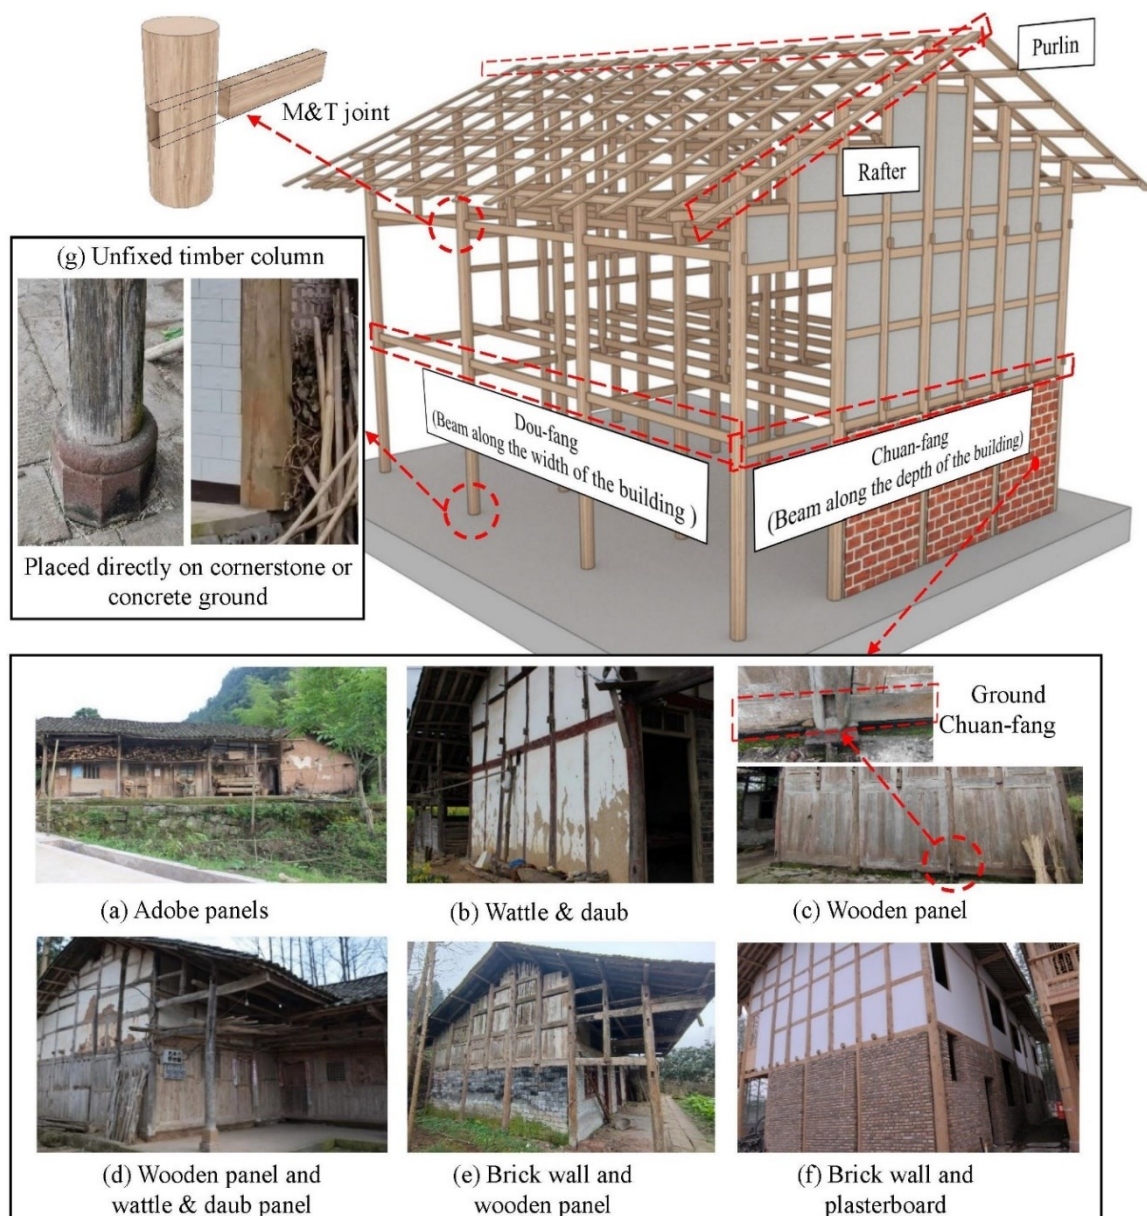 Purlin
M&T joint
Rafter
(g) Unfixed timber column
Placed directly on cornerstone or
concrete ground
Dou-fang
(Beam along the width of the building )
Chuan-fang
(Beam along the depth of the building)
Ground
Chuan-fang
(a) Adobe panels
(b) Wattle & daub
(c) Wooden panel
(d) Wooden panel and
wattle & daub panel
(e) Brick wall and
wooden panel
(f) Brick wall and
plasterboard